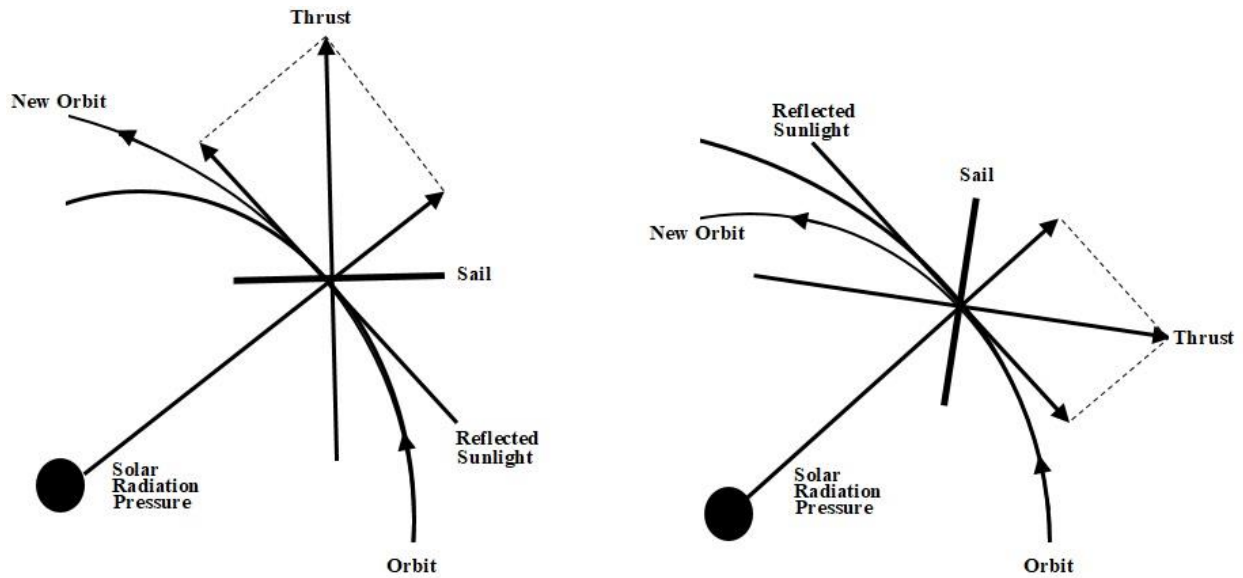 Thrust
New Orbit
Sail
Reflected
Sunlight
Solar
Radiation
Pressure
Orbit
Reflected
Sunlight
Sail
New Orbit
Thrust
Solar
Radiation
Pressure
Orbit